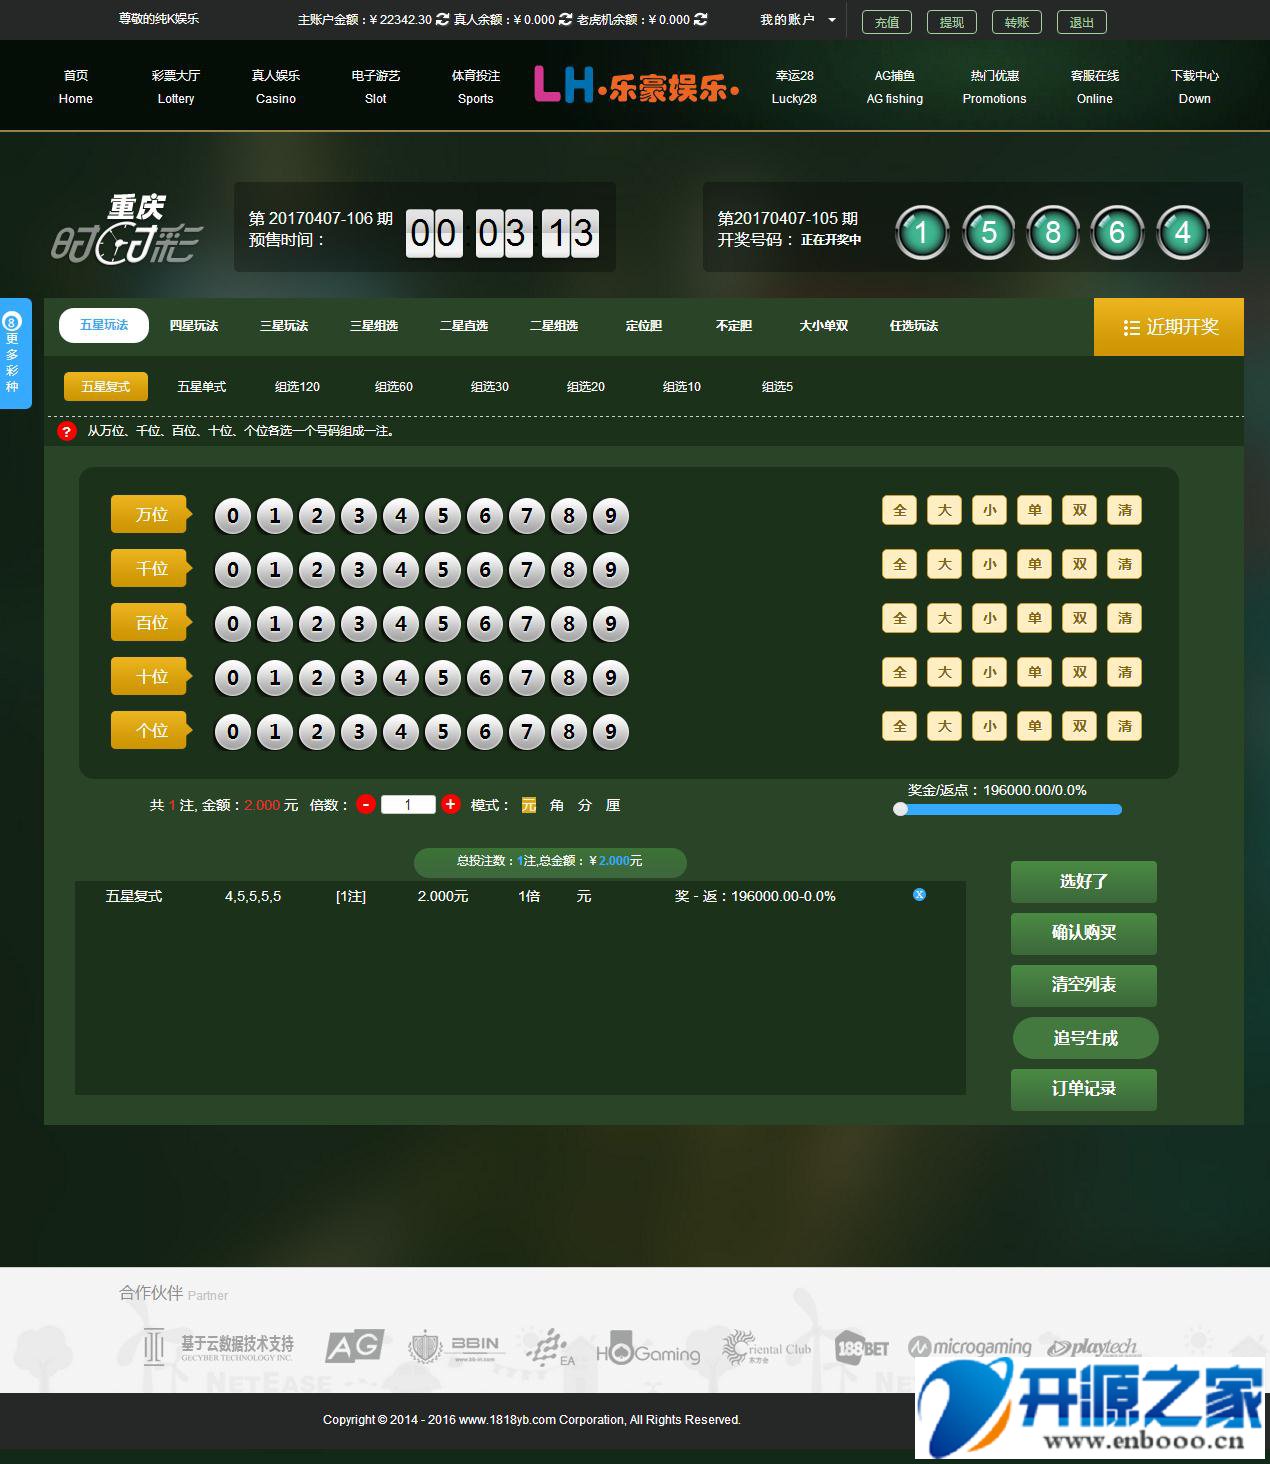 尊敬的纯K娱乐 主账户金额：¥ 22342.30 真人余额：¥ 0.000 老虎机余额：¥ 0.000 我的账户 充值 提现 转账 退出
首页 彩票大厅 真人娱乐 电子游艺 体育投注 LH·乐豪娱乐· 幸运28 AG捕鱼 热门优惠 客服在线 下载中心
Home Lottery Casino Slot Sports Lucky28 AG fishing Promotions Online Down
重庆
时时彩
第 20170407-106 期
预售时间：
00:03:13
第20170407-105 期
开奖号码： 正在开奖中
1 5 8 6 4
8
更多彩种
五星玩法 四星玩法 三星玩法 三星组选 二星直选 二星组选 定位胆 不定胆 大小单双 任选玩法 近期开奖
五星复式 五星单式 组选120 组选60 组选30 组选20 组选10 组选5
? 从万位、千位、百位、十位、个位各选一个号码组成一注。
万位 0 1 2 3 4 5 6 7 8 9 全 大 小 单 双 清
千位 0 1 2 3 4 5 6 7 8 9 全 大 小 单 双 清
百位 0 1 2 3 4 5 6 7 8 9 全 大 小 单 双 清
十位 0 1 2 3 4 5 6 7 8 9 全 大 小 单 双 清
个位 0 1 2 3 4 5 6 7 8 9 全 大 小 单 双 清
奖金/返点：196000.00/0.0%
共 1 注, 金额：2.000 元 倍数： - 1 + 模式： 元 角 分 厘
总投注数：1注,总金额：¥2.000元
五星复式 4,5,5,5,5 [1注] 2.000元 1倍 元 奖 - 返：196000.00-0.0% X
选好了
确认购买
清空列表
追号生成
订单记录
合作伙伴 Partner
基于云数据技术支持
GECYBER TECHNOLOGY INC.
AG
BBIN
www.bb-in.com
EA
HOGaming
Oriental Club
东方会
188BET
microgaming
playtech
NETEASE
NE
Copyright © 2014 - 2016 www.1818yb.com Corporation, All Rights Reserved.
开源之家
www.enbooo.cn